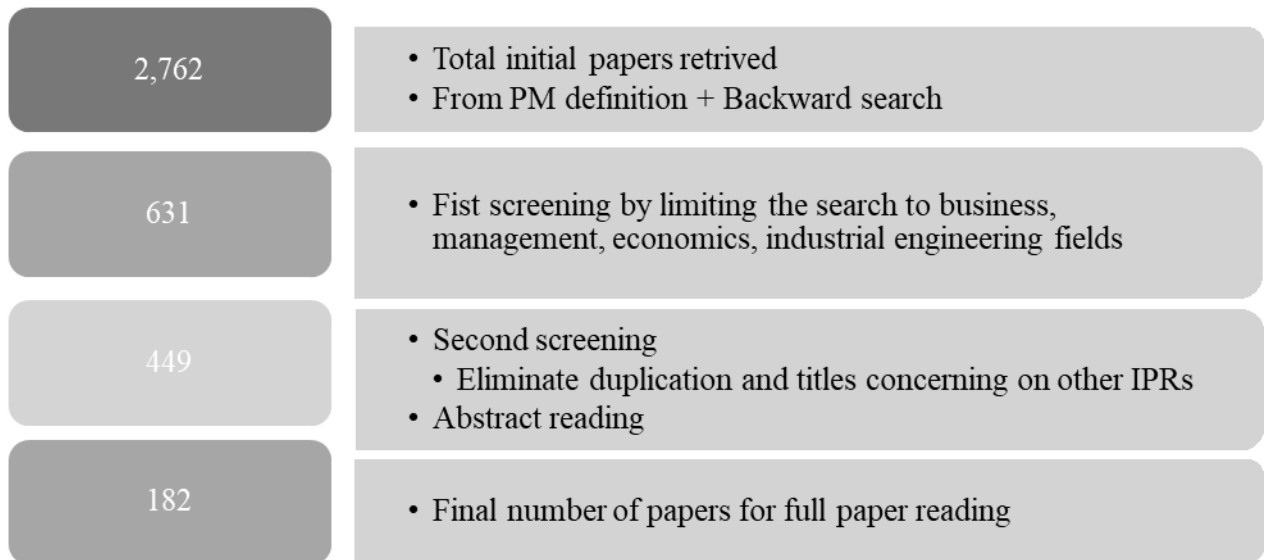 2,762
• Total initial papers retrived
• From PM definition + Backward search
631
• Fist screening by limiting the search to business,
management, economics, industrial engineering fields
449
• Second screening
• Eliminate duplication and titles concerning on other IPRs
• Abstract reading
182
• Final number of papers for full paper reading